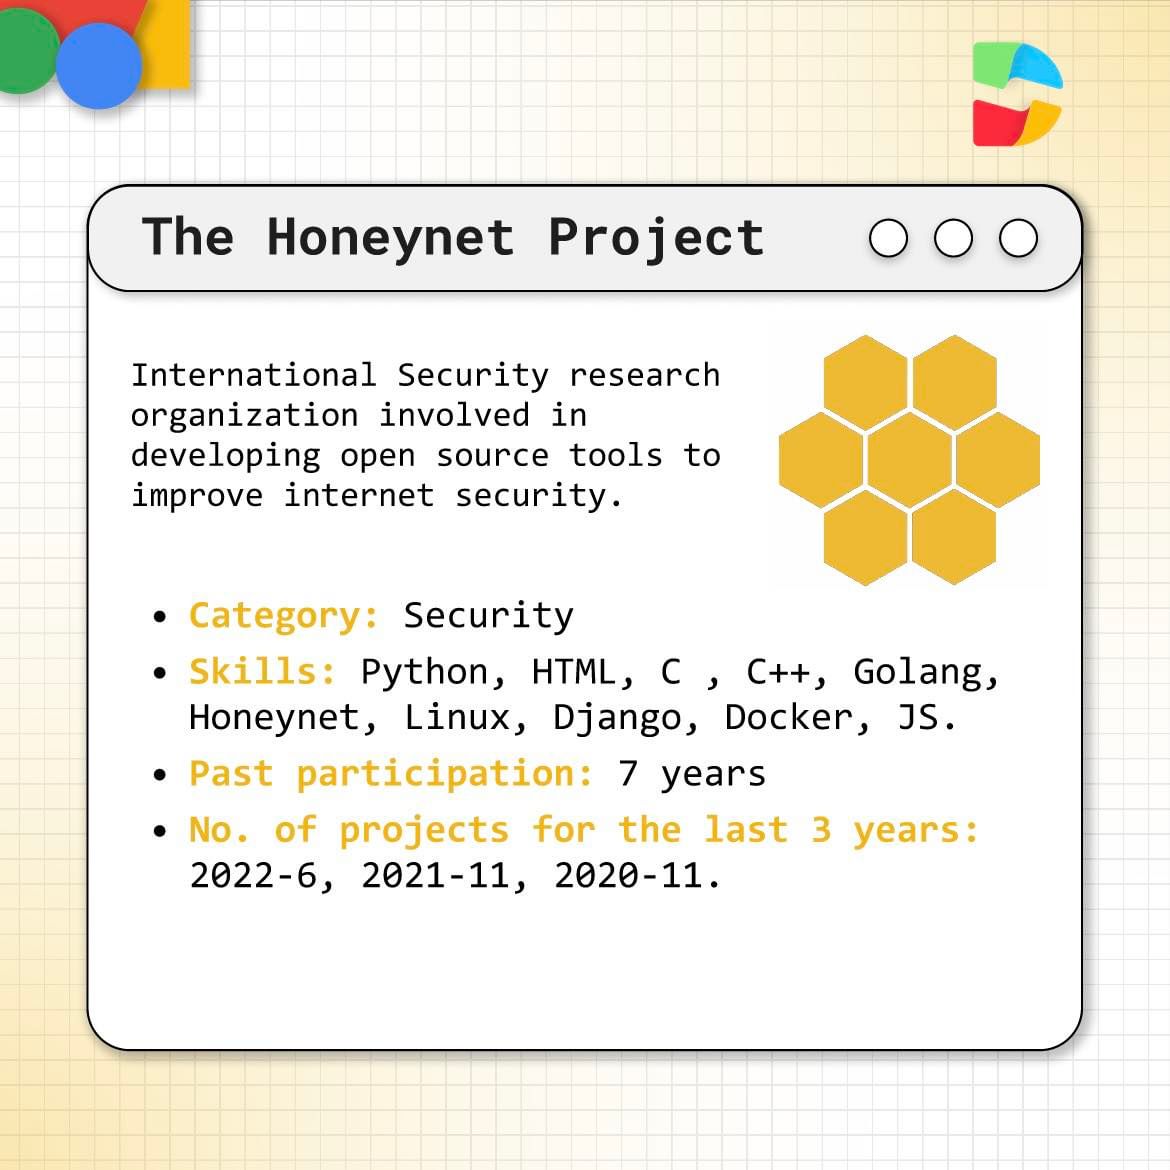 The Honeynet Project
International Security research
organization involved in
developing open source tools to
improve internet security.
• Category: Security
• Skills: Python, HTML, C , C++, Golang,
Honeynet, Linux, Django, Docker, JS.
• Past participation: 7 years
• No. of projects for the last 3 years:
2022-6, 2021-11, 2020-11.